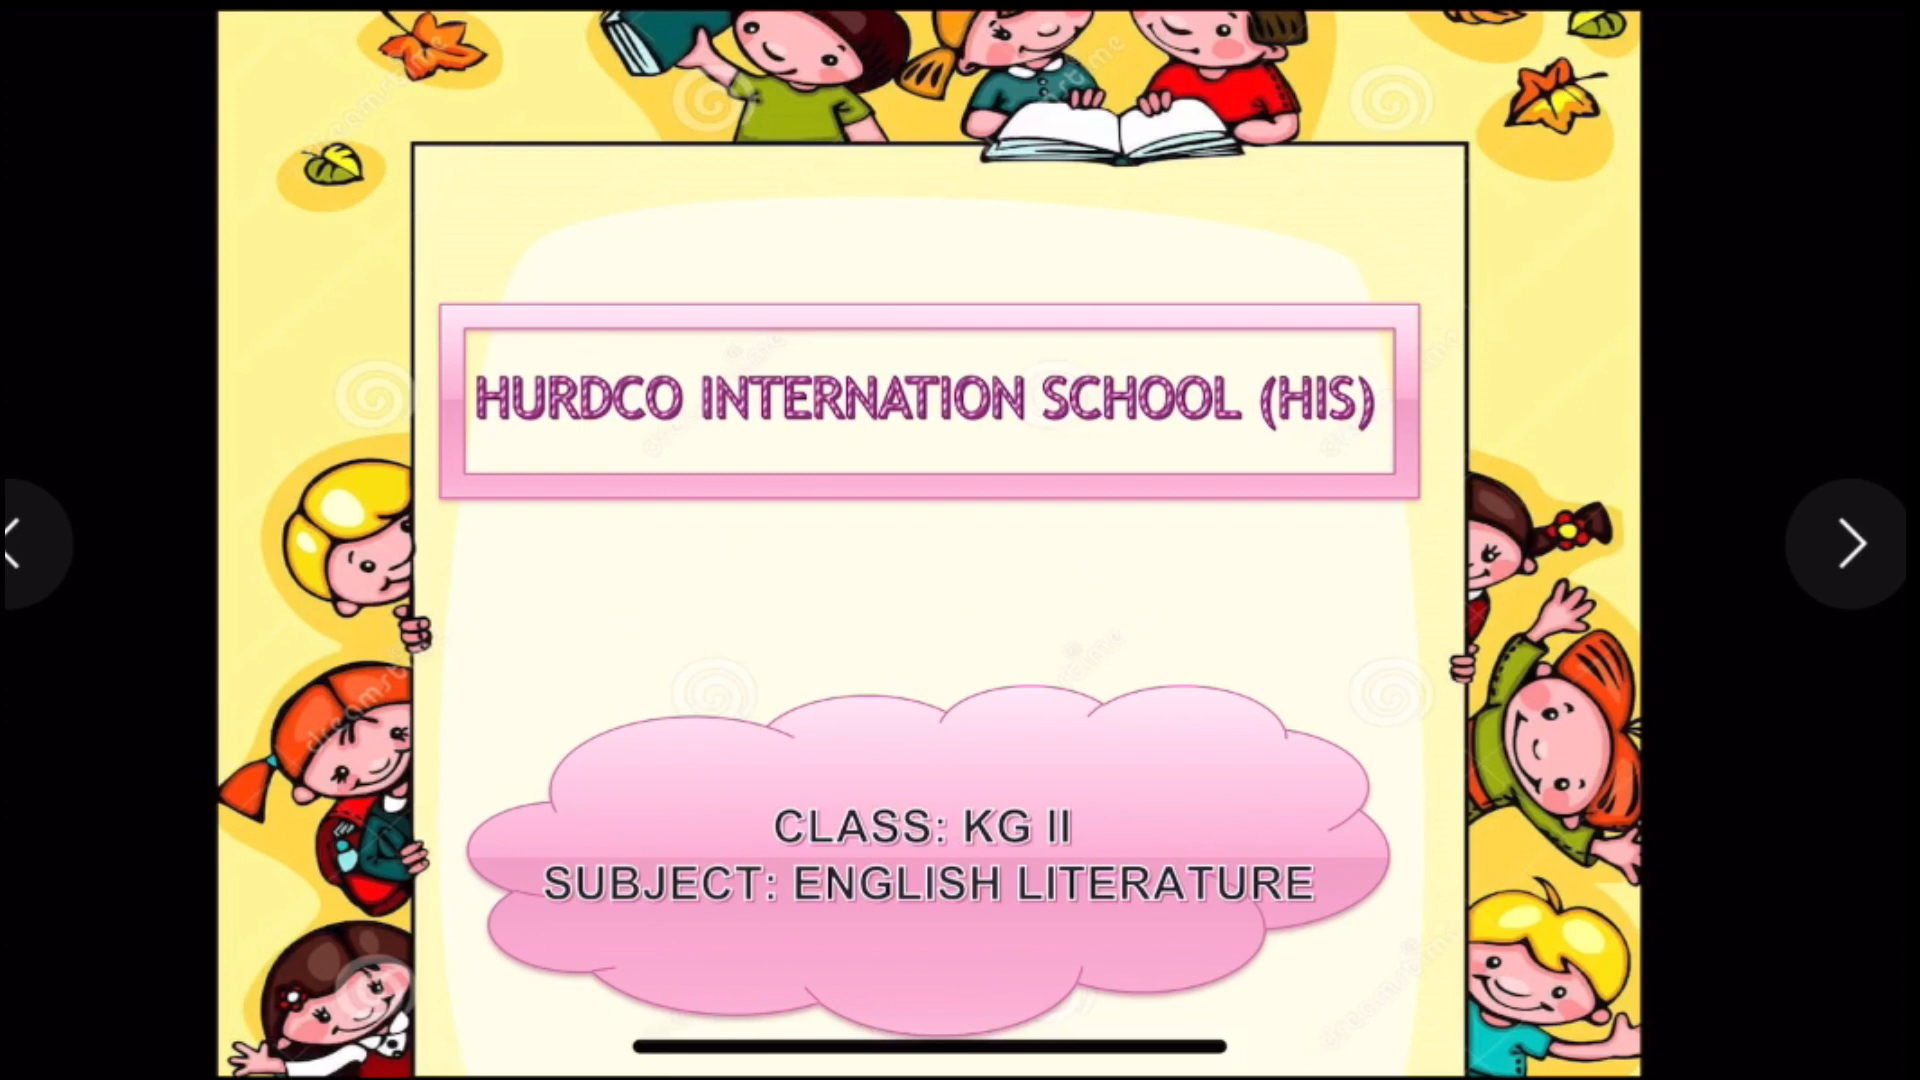 HURDCO INTERNATION SCHOOL (HIS)
CLASS: KG II
SUBJECT: ENGLISH LITERATURE